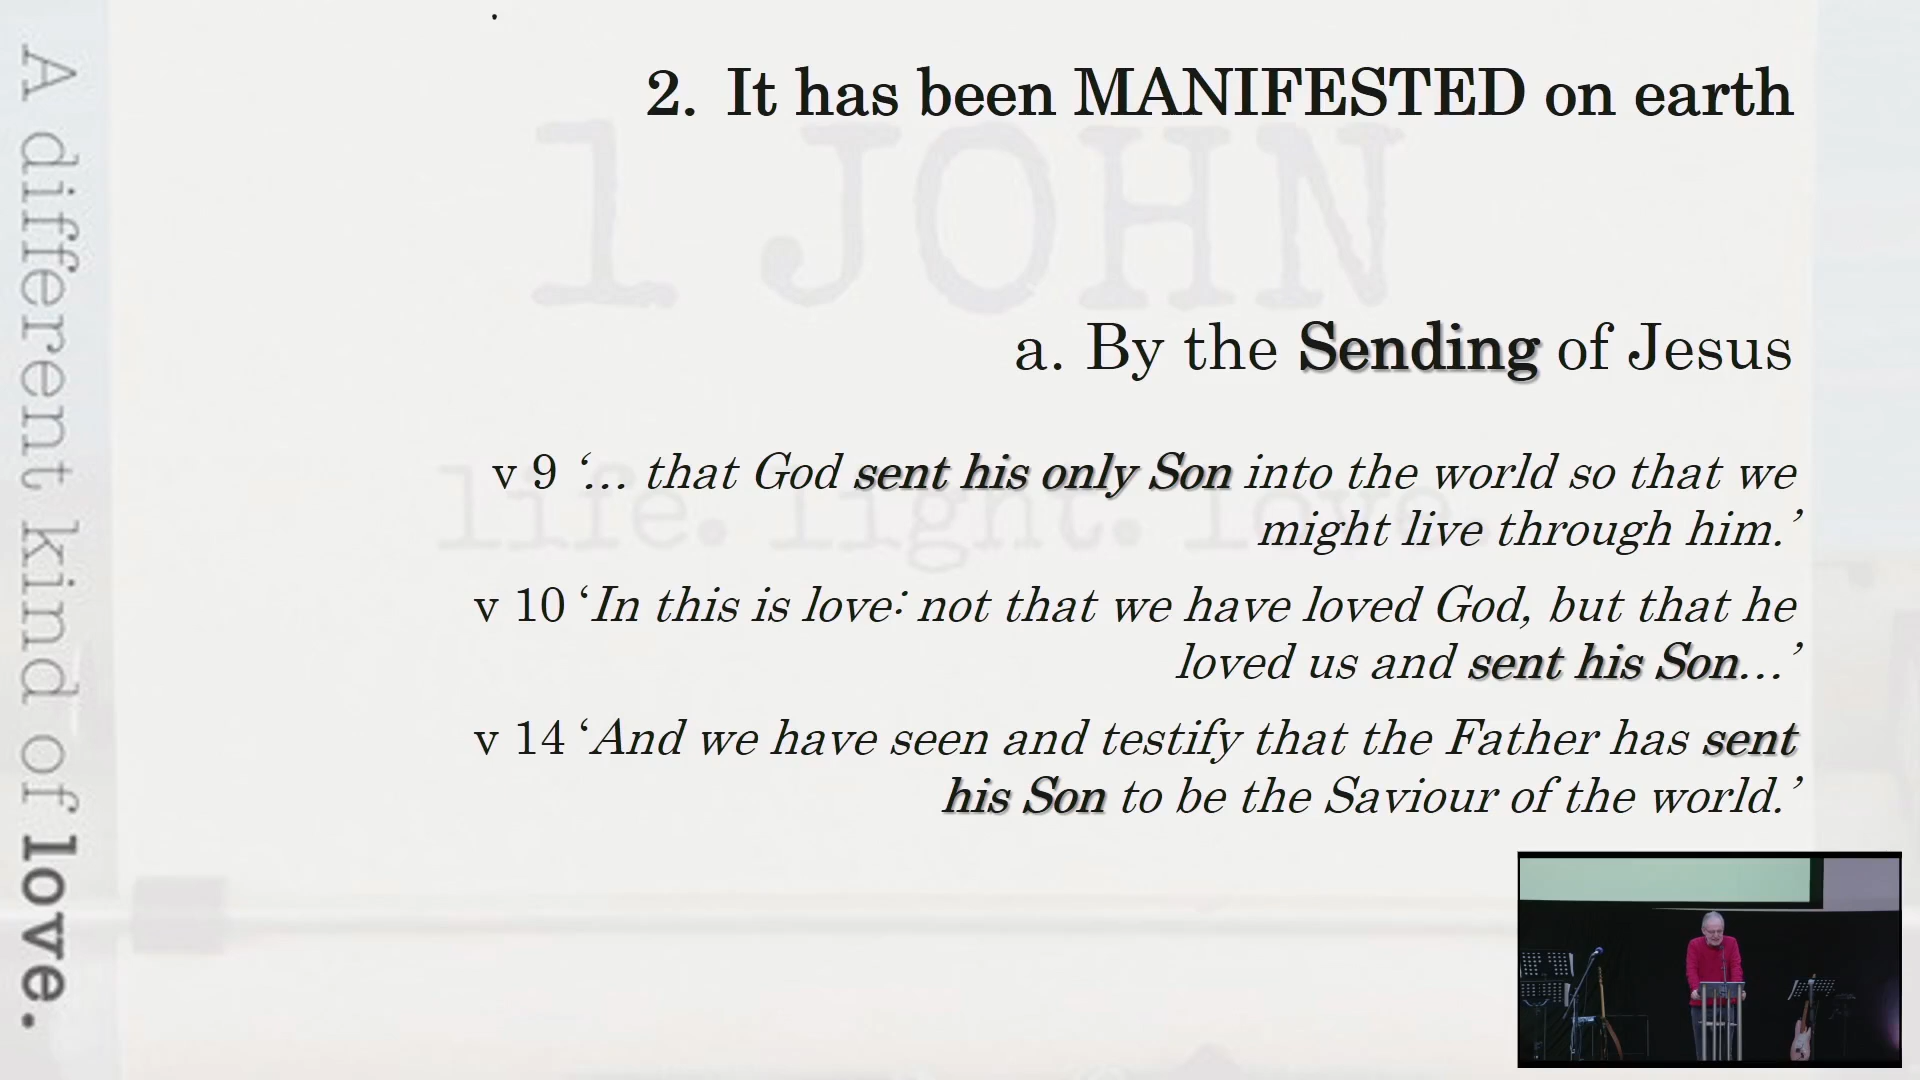 A different kind of love.
2. It has been MANIFESTED on earth
1 JOHN
a. By the Sending of Jesus
life. light. love.
v 9 ‘… that God sent his only Son into the world so that we
might live through him.’
v 10 ‘In this is love: not that we have loved God, but that he
loved us and sent his Son…’
v 14 ‘And we have seen and testify that the Father has sent
his Son to be the Saviour of the world.’